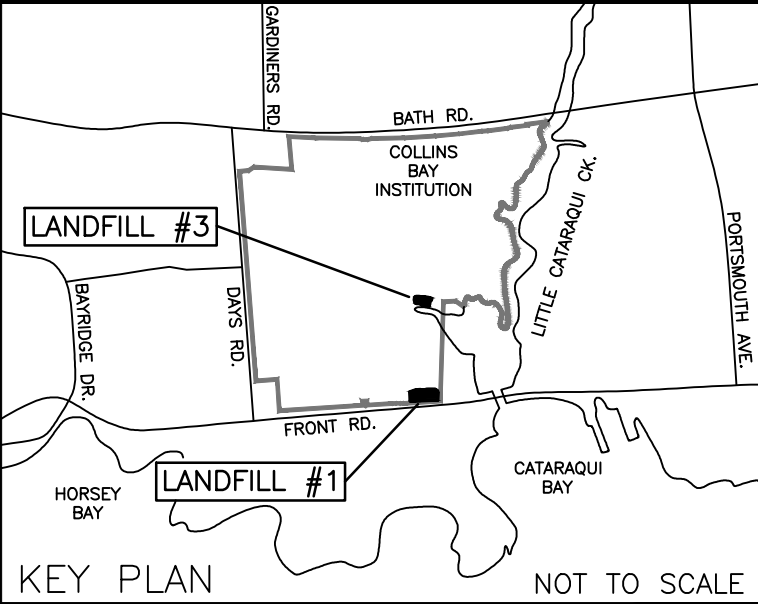 GARDINERS RD.
BATH RD.
COLLINS
BAY
INSTITUTION
LANDFILL #3
LITTLE CATARAQUI CK.
PORTSMOUTH AVE.
BAYRIDGE DR.
DAYS RD.
FRONT RD.
LANDFILL #1
CATARAQUI
BAY
HORSEY
BAY
KEY PLAN
NOT TO SCALE